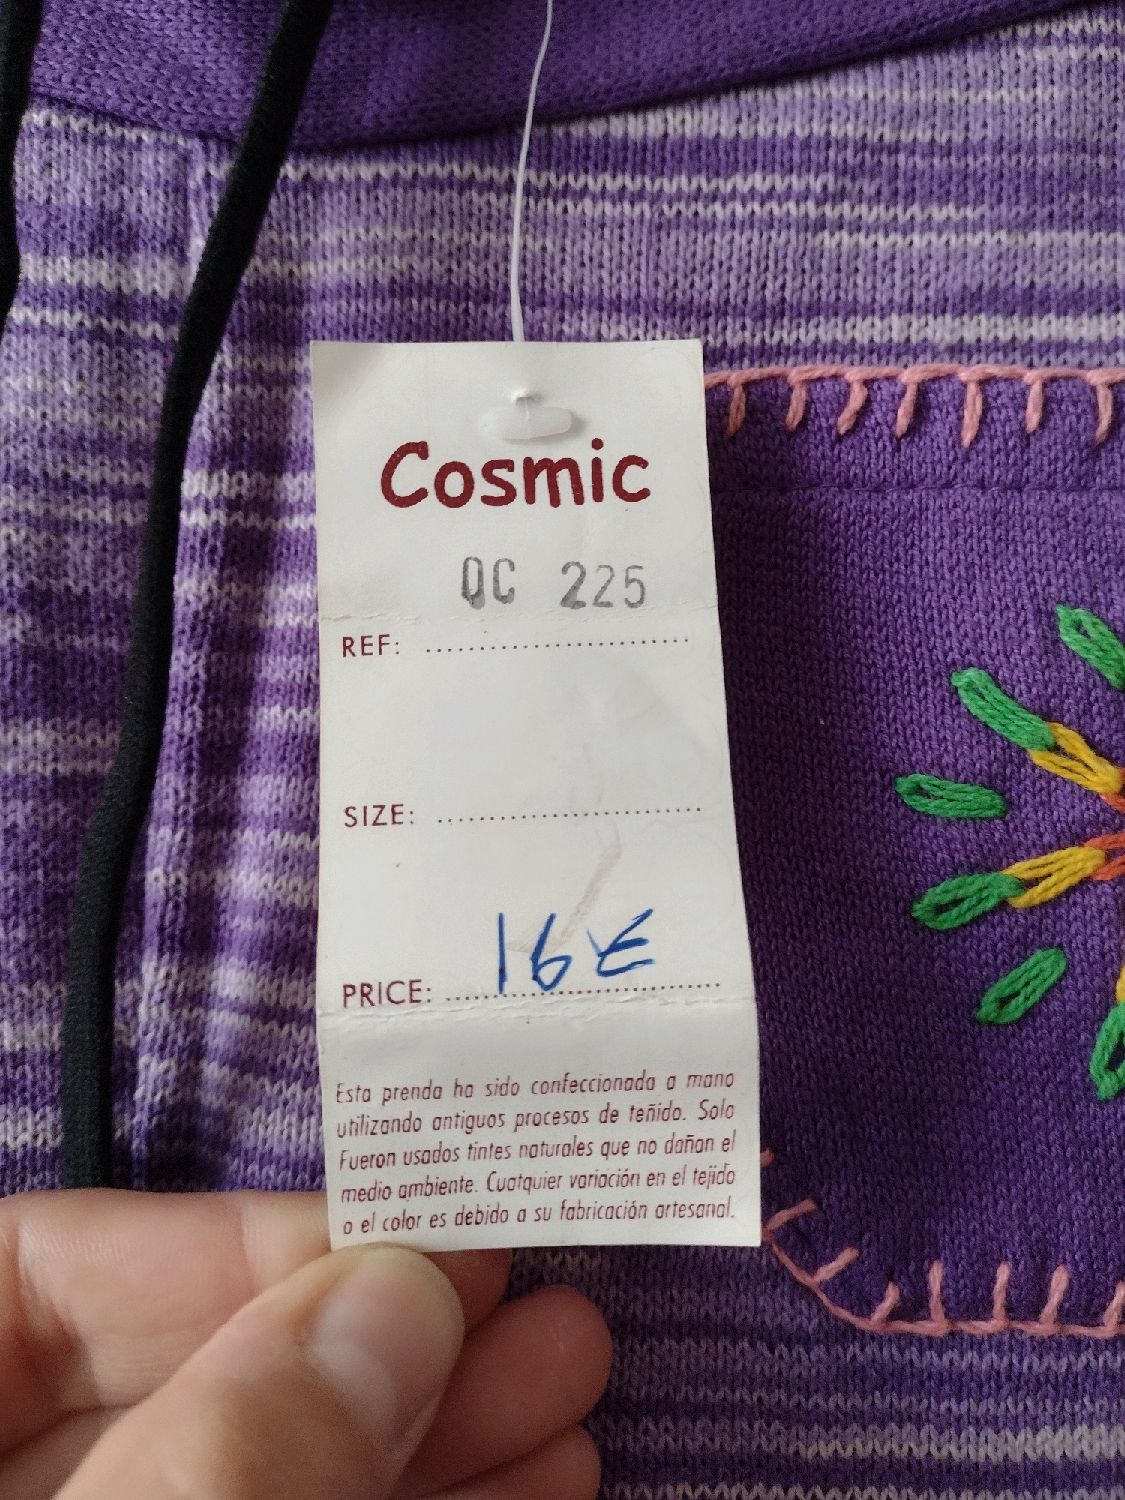 Cosmic
QC 225
REF: ........................
SIZE: ........................
16 €
PRICE: ........................
Esta prenda ha sido confeccionada a mano
utilizando antiguos procesos de teñido. Solo
Fueron usados tintes naturales que no dañan el
medio ambiente. Cuatquier variación en el tejido
o el color es debido a su fabricación artesanal.